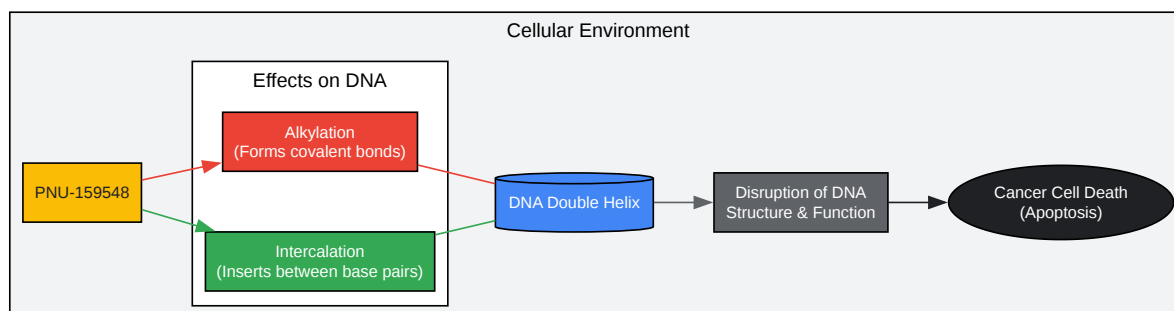 Cellular Environment
Effects on DNA
Alkylation
(Forms covalent bonds)
PNU-159548
Intercalation
(Inserts between base pairs)
DNA Double Helix
Disruption of DNA
Structure & Function
Cancer Cell Death
(Apoptosis)